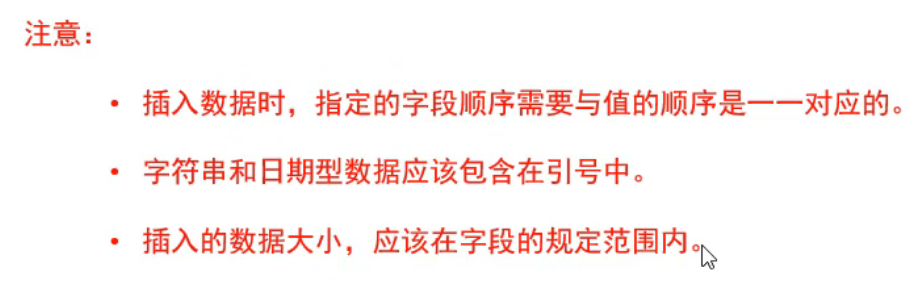 注意：
• 插入数据时，指定的字段顺序需要与值的顺序是一一对应的。
• 字符串和日期型数据应该包含在引号中。
• 插入的数据大小，应该在字段的规定范围内。